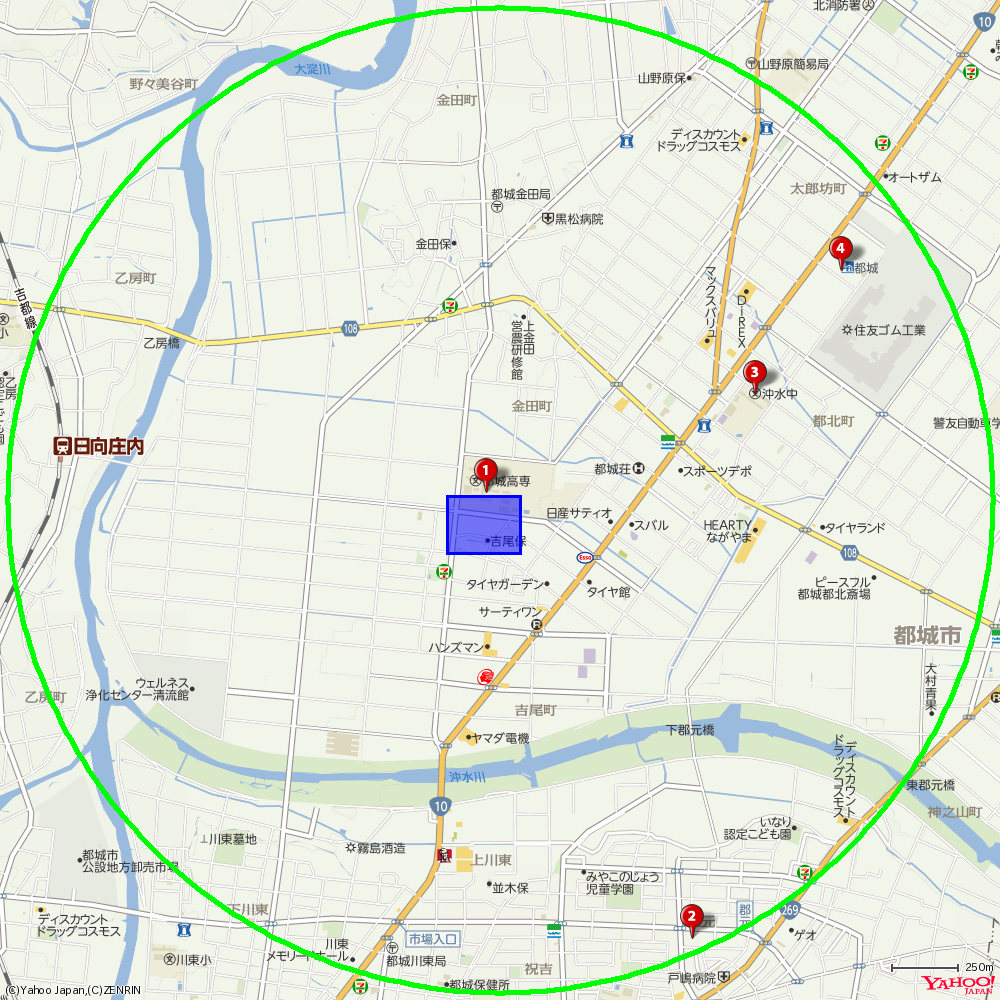 北消防署
10
山野原簡易局
大淀川
山野原保
野々美谷町
金田町
ディスカウント
ドラッグコスモス
オートザム
太郎坊町
都城金田局
黒松病院
金田保
4
都城
乙房町
マックスバリュ
D-IREX
吉都線
小
108
上金田
営農研修館
住友ゴム工業
乙房橋
3
沖水中
乙房
金田町
都北町
警友自動車学
日向庄内
都城荘
スポーツデポ
1
都城高専
日産サティオ
スバル
HEARTY
ながやま
タイヤランド
吉尾保
Esso
108
タイヤガーデン
タイヤ館
ピースフル
都城都北斎場
サーティワン
都城市
ハンズマン
大村青果
ウェルネス
浄化センター清流館
乙房町
吉尾町
下郡元橋
ヤマダ電機
ディスカウント
ドラッグコスモス
沖水川
東郡元橋
10
神之山町
いなり
認定こども園
川東墓地
霧島酒造
都城市
公設地方卸売市場
上川東
みやこのじょう
児童学園
並木保
下川東
2
郡元
269
ディスカウント
ドラッグコスモス
川東
メモリードホール
市場入口
ゲオ
都城川東局
川東小
祝吉
戸嶋病院
250m
都城保健所
(C)Yahoo Japan,(C)ZENRIN
YAHOO!
JAPAN